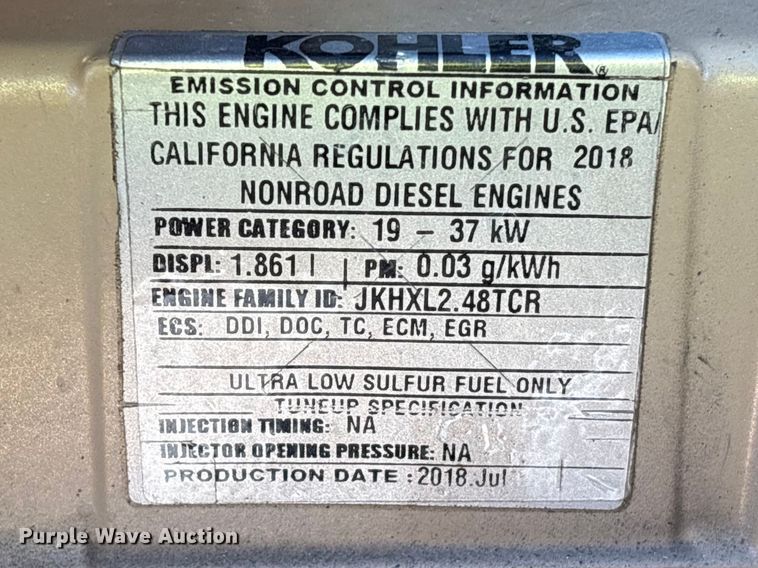 KOHLER®
EMISSION CONTROL INFORMATION
THIS ENGINE COMPLIES WITH U.S. EPA/
CALIFORNIA REGULATIONS FOR 2018
NONROAD DIESEL ENGINES
POWER CATEGORY: 19 – 37 kW
DISPL: 1.861 l | PM: 0.03 g/kWh
ENGINE FAMILY ID: JKHXL2.48TCR
ECS: DDI, DOC, TC, ECM, EGR
ULTRA LOW SULFUR FUEL ONLY
TUNEUP SPECIFICATION
INJECTION TIMING: NA
INJECTOR OPENING PRESSURE: NA
PRODUCTION DATE : 2018.Jul
Purple Wave Auction